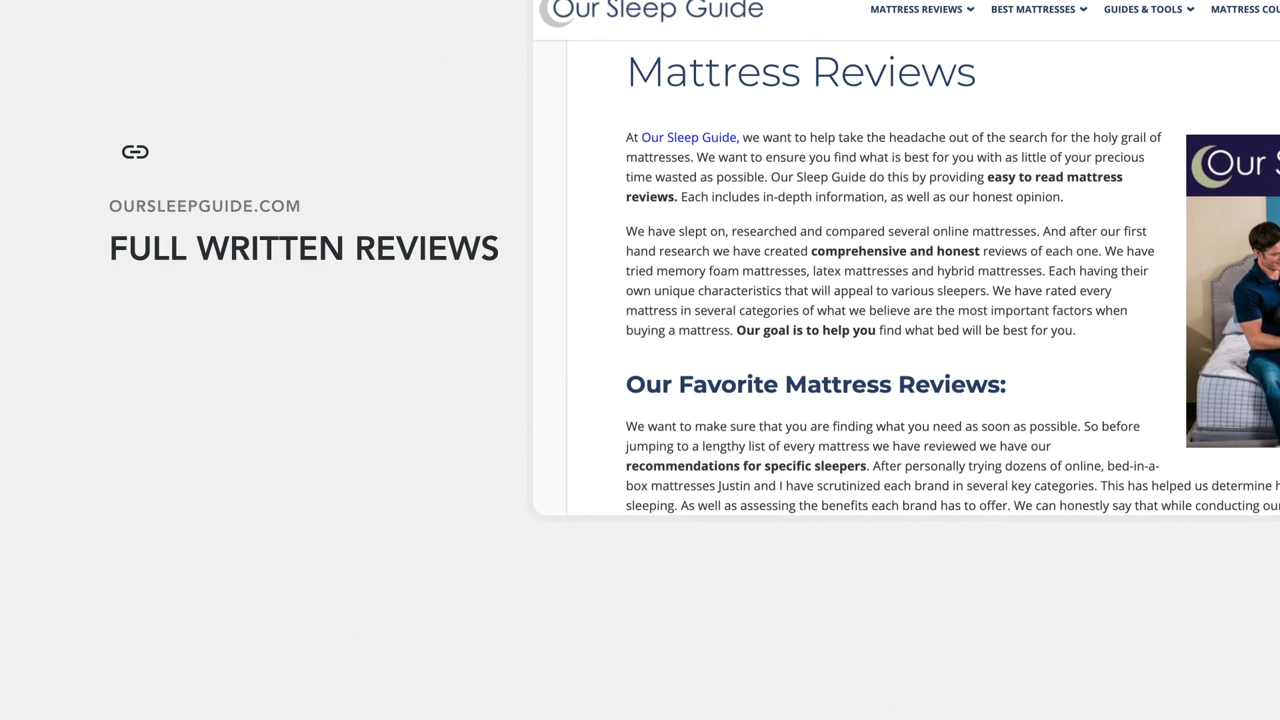 OURSLEEPGUIDE.COM
FULL WRITTEN REVIEWS
Our Sleep Guide
MATTRESS REVIEWS
BEST MATTRESSES
GUIDES & TOOLS
MATTRESS COU
Mattress Reviews
At Our Sleep Guide, we want to help take the headache out of the search for the holy grail of
mattresses. We want to ensure you find what is best for you with as little of your precious
time wasted as possible. Our Sleep Guide do this by providing easy to read mattress
reviews. Each includes in-depth information, as well as our honest opinion.
We have slept on, researched and compared several online mattresses. And after our first
hand research we have created comprehensive and honest reviews of each one. We have
tried memory foam mattresses, latex mattresses and hybrid mattresses. Each having their
own unique characteristics that will appeal to various sleepers. We have rated every
mattress in several categories of what we believe are the most important factors when
buying a mattress. Our goal is to help you find what bed will be best for you.
Our S
Our Favorite Mattress Reviews:
We want to make sure that you are finding what you need as soon as possible. So before
jumping to a lengthy list of every mattress we have reviewed we have our
recommendations for specific sleepers. After personally trying dozens of online, bed-in-a-
box mattresses Justin and I have scrutinized each brand in several key categories. This has helped us determine h
sleeping. As well as assessing the benefits each brand has to offer. We can honestly say that while conducting ou